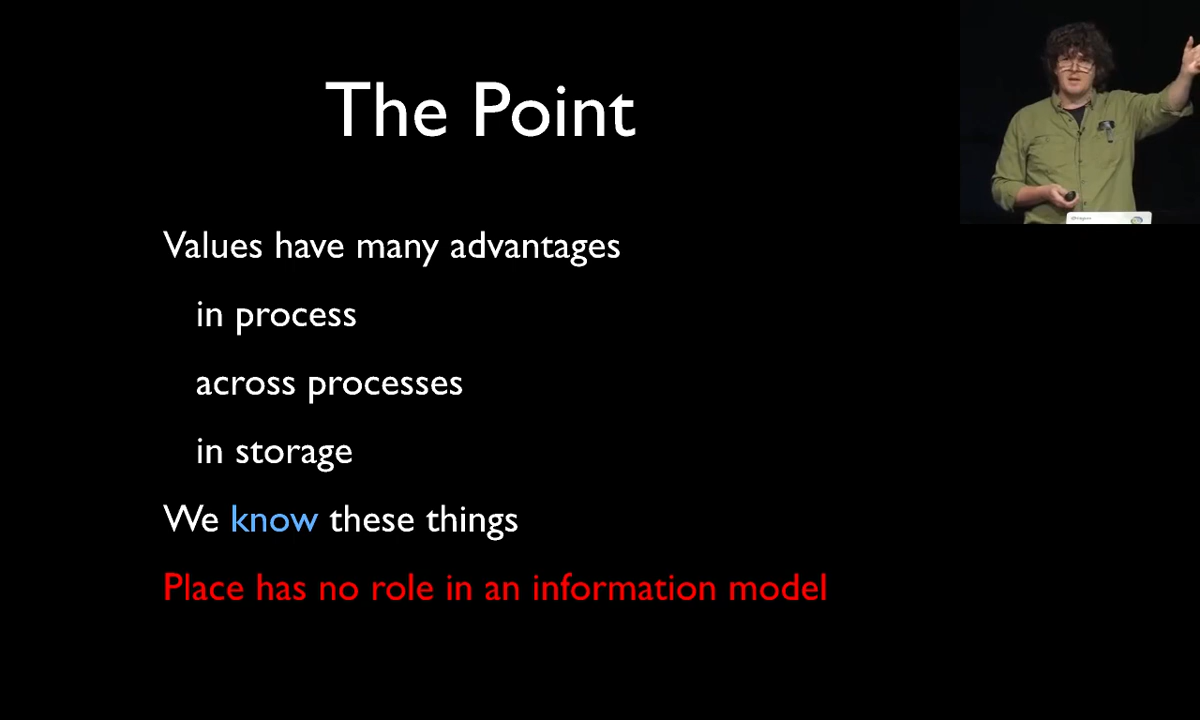 The Point
Values have many advantages
in process
across processes
in storage
We know these things
Place has no role in an information model